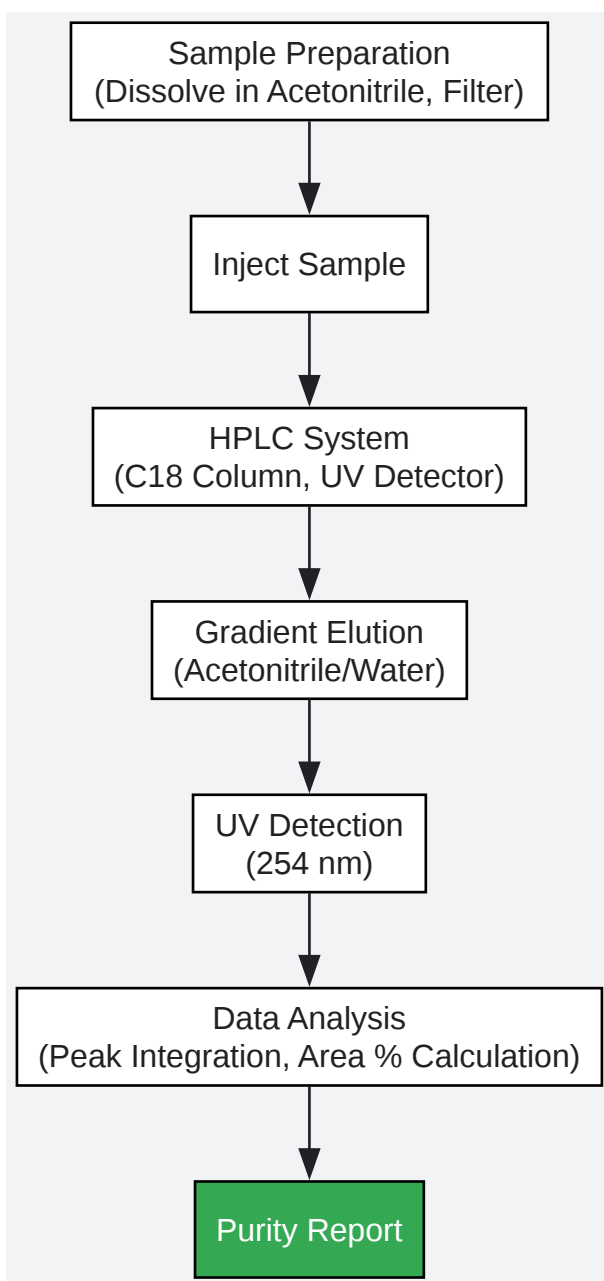 Sample Preparation
(Dissolve in Acetonitrile, Filter)
Inject Sample
HPLC System
(C18 Column, UV Detector)
Gradient Elution
(Acetonitrile/Water)
UV Detection
(254 nm)
Data Analysis
(Peak Integration, Area % Calculation)
Purity Report